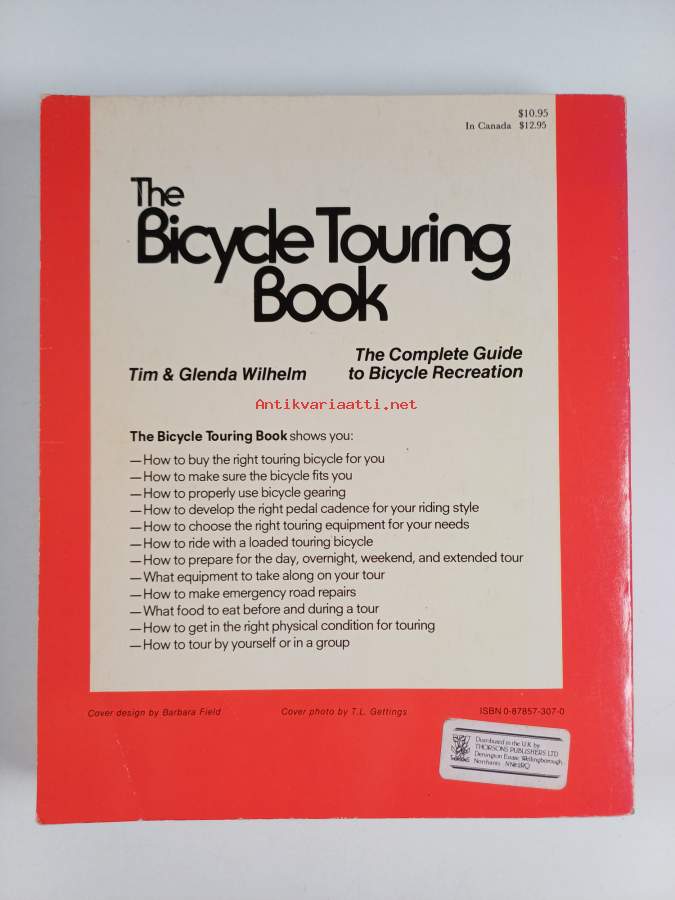 $10.95
In Canada $12.95
The
Bicycle Touring
Book
The Complete Guide
Tim & Glenda Wilhelm to Bicycle Recreation
Antikvariaatti.net
The Bicycle Touring Book shows you:
—How to buy the right touring bicycle for you
—How to make sure the bicycle fits you
—How to properly use bicycle gearing
—How to develop the right pedal cadence for your riding style
—How to choose the right touring equipment for your needs
—How to ride with a loaded touring bicycle
—How to prepare for the day, overnight, weekend, and extended tour
—What equipment to take along on your tour
—How to make emergency road repairs
—What food to eat before and during a tour
—How to get in the right physical condition for touring
—How to tour by yourself or in a group
Cover design by Barbara Field Cover photo by T.L. Gettings ISBN 0-87857-307-0
Distributed in the U.K. by
THORSONS PUBLISHERS LTD
Denington Estate, Wellingborough,
Northants NN8 2RQ